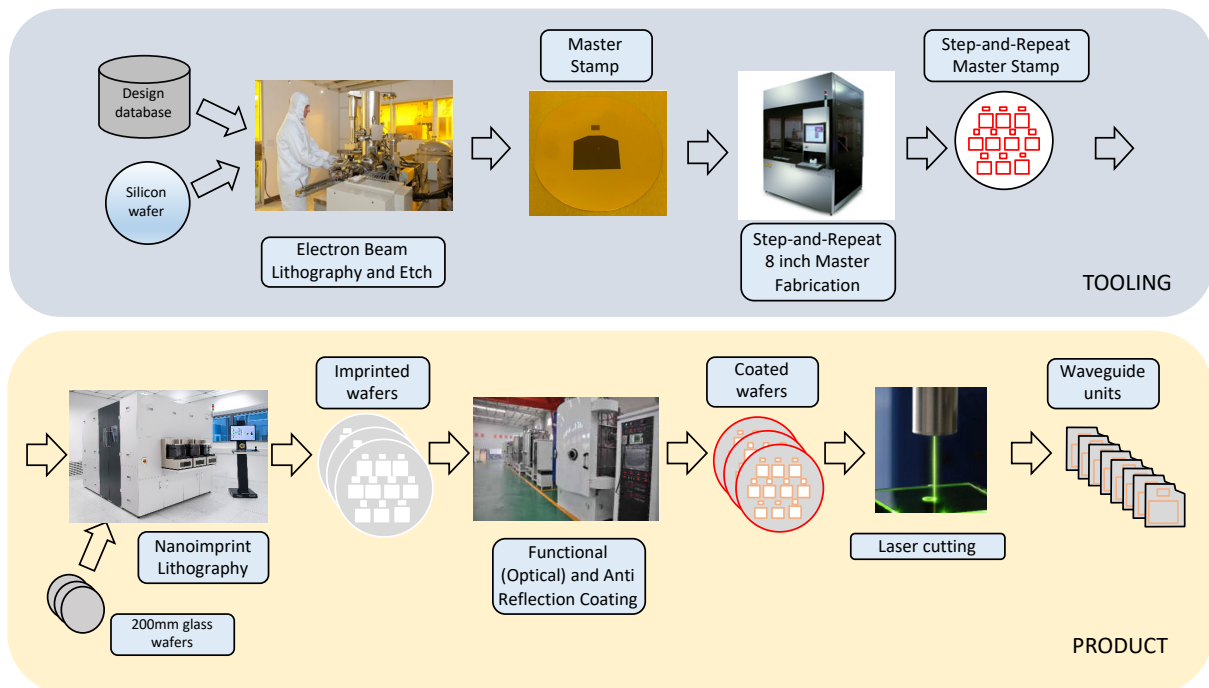 Design
database
Silicon
wafer
Electron Beam
Lithography and Etch
Master
Stamp
Step-and-Repeat
8 inch Master
Fabrication
Step-and-Repeat
Master Stamp
TOOLING
Nanoimprint
Lithography
200mm glass
wafers
Imprinted
wafers
Functional
(Optical) and Anti
Reflection Coating
Coated
wafers
Laser cutting
Waveguide
units
PRODUCT